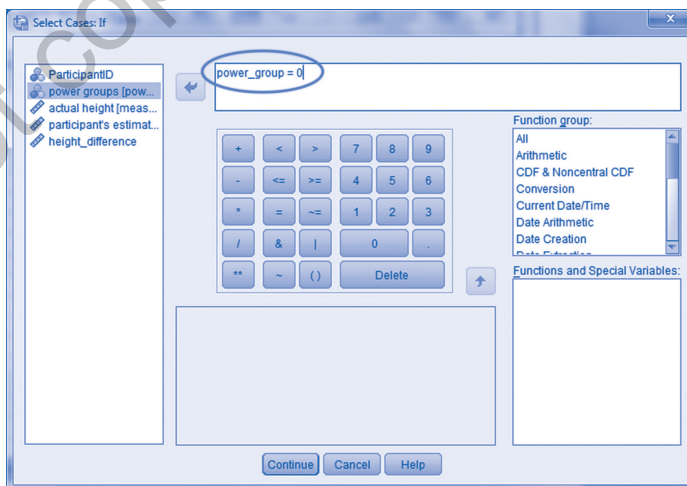 Select Cases: If
x
ParticipantID
power groups [pow...
actual height [meas...
participant's estimat...
height_difference
power_group = 0
+ < > 7 8 9
- <= >= 4 5 6
* = ~= 1 2 3
/ & | 0 .
** ~ ( ) Delete
Function group:
All
Arithmetic
CDF & Noncentral CDF
Conversion
Current Date/Time
Date Arithmetic
Date Creation
Date Extraction
Functions and Special Variables:
Continue Cancel Help